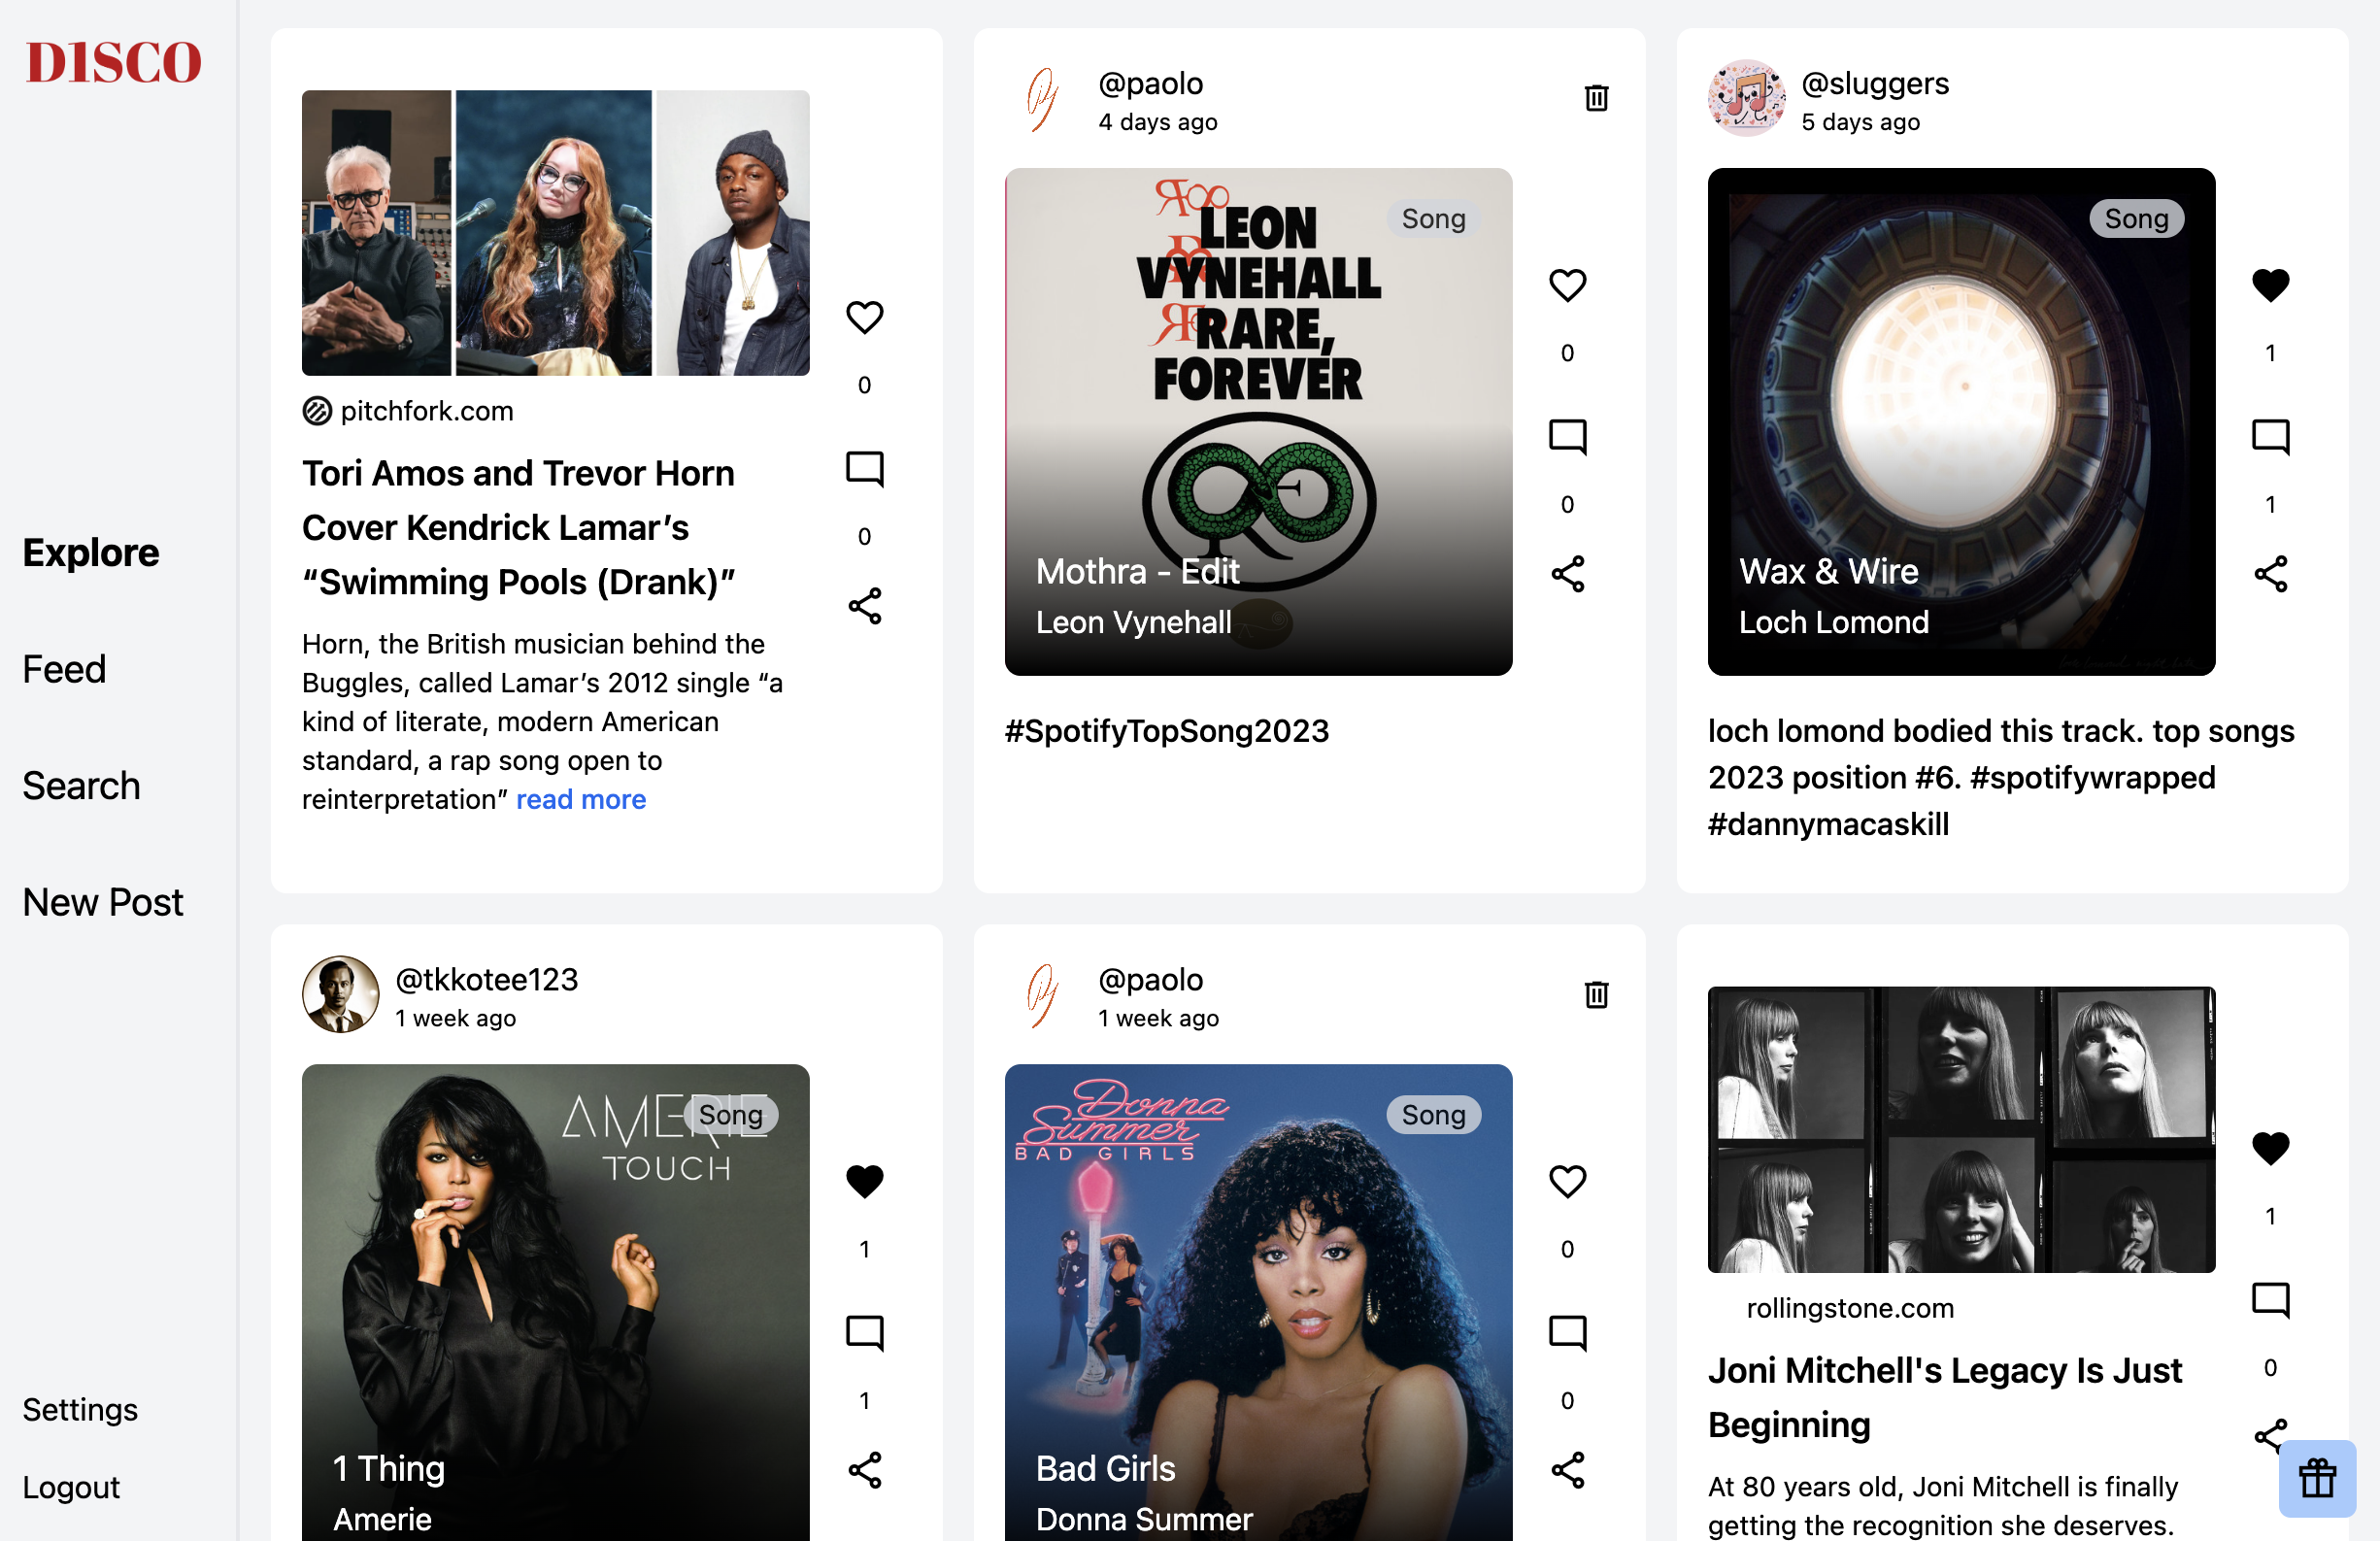 D1SCO
Explore
Feed
Search
New Post
Settings
Logout
pitchfork.com
Tori Amos and Trevor Horn
Cover Kendrick Lamar’s
“Swimming Pools (Drank)”
Horn, the British musician behind the
Buggles, called Lamar’s 2012 single “a
kind of literate, modern American
standard, a rap song open to
reinterpretation” read more
0
0
@paolo
4 days ago
LEON
VYNEHALL
RARE,
FOREVER
Song
Mothra - Edit
Leon Vynehall
0
0
#SpotifyTopSong2023
@sluggers
5 days ago
Song
Wax & Wire
Loch Lomond
1
1
loch lomond bodied this track. top songs
2023 position #6. #spotifywrapped
#dannymacaskill
@tkkotee123
1 week ago
AMERIE
TOUCH
Song
1 Thing
Amerie
1
1
@paolo
1 week ago
Donna
Summer
BAD GIRLS
Song
Bad Girls
Donna Summer
0
0
rollingstone.com
Joni Mitchell's Legacy Is Just
Beginning
At 80 years old, Joni Mitchell is finally
getting the recognition she deserves.
1
0